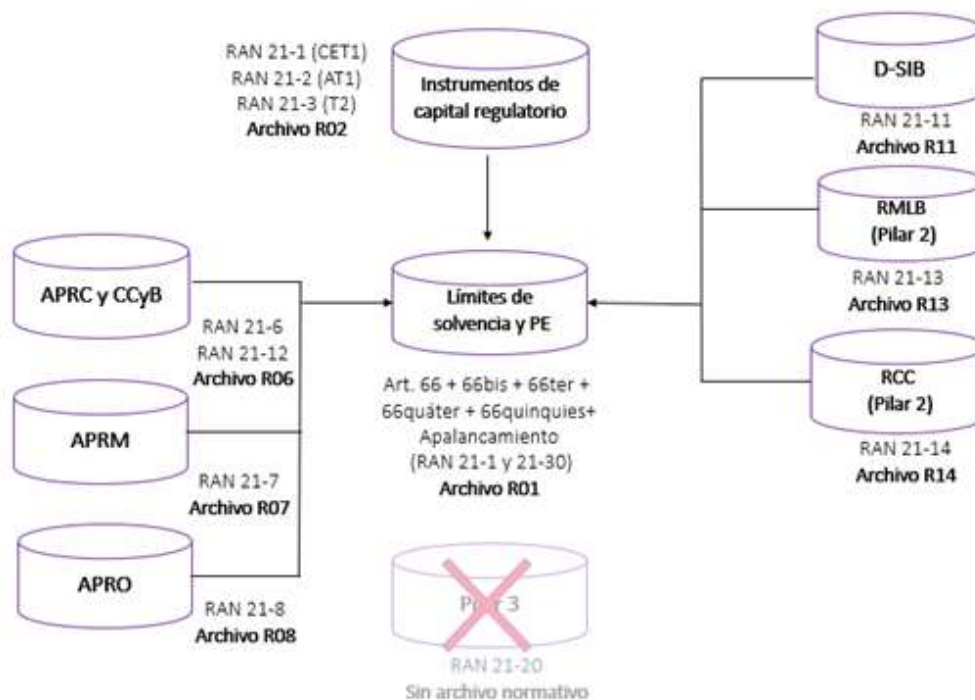 RAN 21-1 (CET1)
RAN 21-2 (AT1)
RAN 21-3 (T2)
Archivo R02
Instrumentos de
capital regulatorio
D-SIB
RAN 21-11
Archivo R11
RMLB
(Pilar 2)
RAN 21-13
Archivo R13
RCC
(Pilar 2)
RAN 21-14
Archivo R14
APRC y CCyB
RAN 21-6
RAN 21-12
Archivo R06
APRM
RAN 21-7
Archivo R07
APRO
RAN 21-8
Archivo R08
Límites de
solvencia y PE
Art. 66 + 66bis + 66ter +
66quáter + 66quinquies+
Apalancamiento
(RAN 21-1 y 21-30)
Archivo R01
Pilar 3
RAN 21-20
Sin archivo normativo